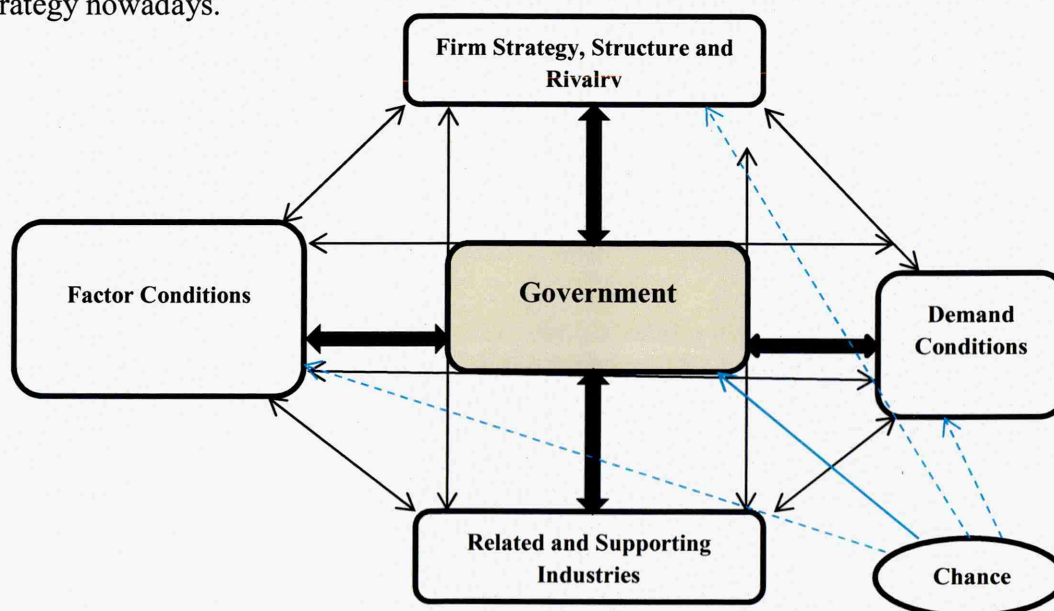 rategy nowadays.
Firm Strategy, Structure and
Rivalry
Factor Conditions
Government
Demand
Conditions
Related and Supporting
Industries
Chance